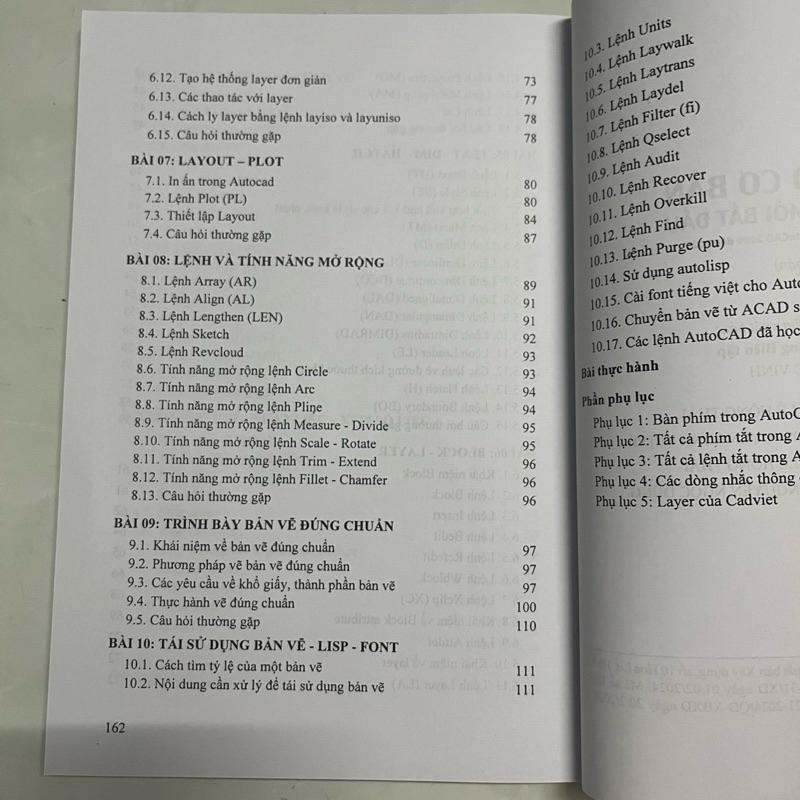 6.12. Tạo hệ thống layer đơn giản 73
6.13. Các thao tác với layer 77
6.14. Cách ly layer bằng lệnh layiso và layuniso 78
6.15. Câu hỏi thường gặp 78
BÀI 07: LAYOUT – PLOT
7.1. In ấn trong Autocad 80
7.2. Lệnh Plot (PL) 80
7.3. Thiết lập Layout 84
7.4. Câu hỏi thường gặp 87
BÀI 08: LỆNH VÀ TÍNH NĂNG MỞ RỘNG
8.1. Lệnh Array (AR) 89
8.2. Lệnh Align (AL) 91
8.3. Lệnh Lengthen (LEN) 91
8.4. Lệnh Sketch 92
8.5. Lệnh Revcloud 93
8.6. Tính năng mở rộng lệnh Circle 93
8.7. Tính năng mở rộng lệnh Arc 94
8.8. Tính năng mở rộng lệnh Pline 94
8.9. Tính năng mở rộng lệnh Measure - Divide 95
8.10. Tính năng mở rộng lệnh Scale - Rotate 95
8.11. Tính năng mở rộng lệnh Trim - Extend 96
8.12. Tính năng mở rộng lệnh Fillet - Chamfer 96
8.13. Câu hỏi thường gặp 96
BÀI 09: TRÌNH BÀY BẢN VẼ ĐÚNG CHUẨN
9.1. Khái niệm về bản vẽ đúng chuẩn 97
9.2. Phương pháp vẽ bản vẽ đúng chuẩn 97
9.3. Các yêu cầu về khổ giấy, thành phần bản vẽ 97
9.4. Thực hành vẽ đúng chuẩn 100
9.5. Câu hỏi thường gặp 110
BÀI 10: TÁI SỬ DỤNG BẢN VẼ - LISP - FONT
10.1. Cách tìm tỷ lệ của một bản vẽ 111
10.2. Nội dung cần xử lý để tái sử dụng bản vẽ 111
162
10.3. Lệnh Units
10.4. Lệnh Laywalk
10.5. Lệnh Laytrans
10.6. Lệnh Laydel
10.7. Lệnh Filter (fi)
10.8. Lệnh Qselect
10.9. Lệnh Audit
10.10. Lệnh Recover
10.11. Lệnh Overkill
10.12. Lệnh Find
10.13. Lệnh Purge (pu)
10.14. Sử dụng autolisp
10.15. Cài font tiếng việt cho Auto
10.16. Chuyển bản vẽ từ ACAD s
10.17. Các lệnh AutoCAD đã học
Bài thực hành
Phần phụ lục
Phụ lục 1: Bàn phím trong AutoC
Phụ lục 2: Tất cả phím tắt trong A
Phụ lục 3: Tất cả lệnh tắt trong A
Phụ lục 4: Các dòng nhắc thông
Phụ lục 5: Layer của Cadviet